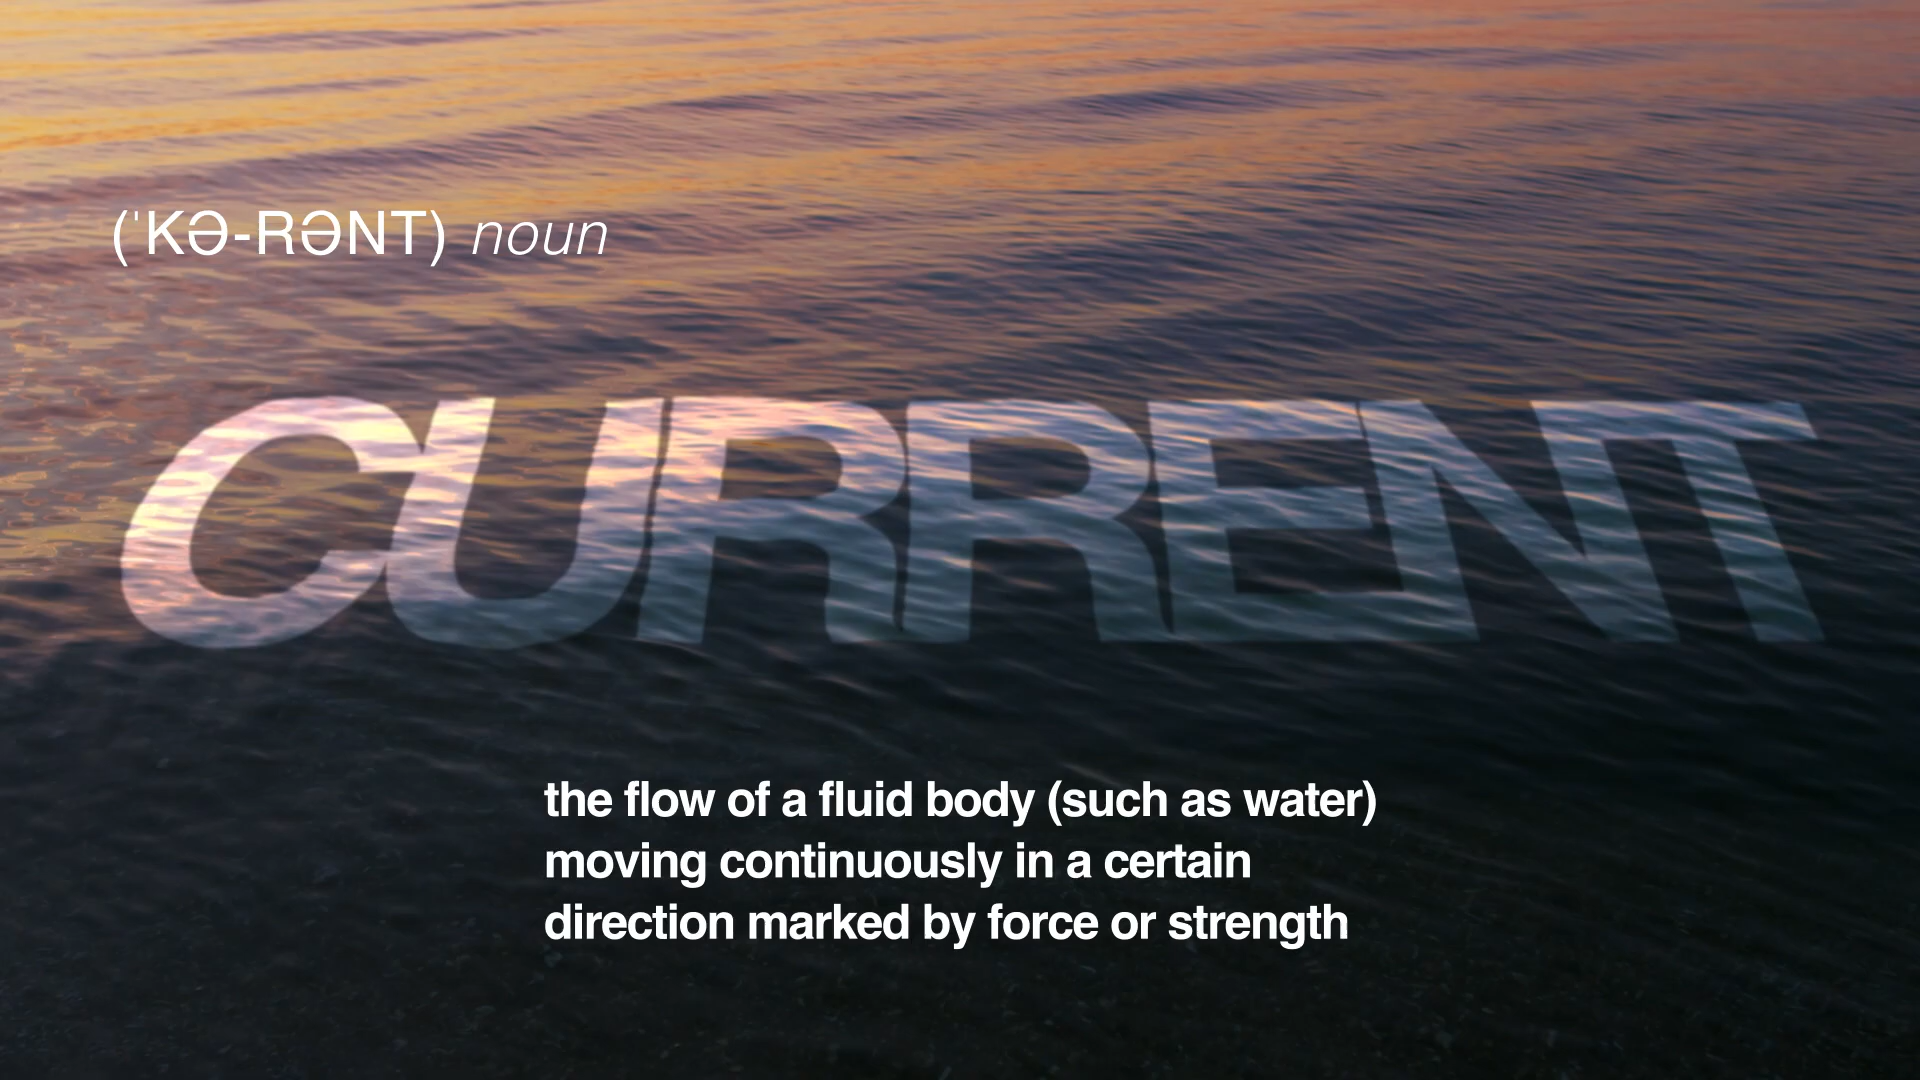 (ˈKƏ-RƏNT) noun
CURRENT
the flow of a fluid body (such as water)
moving continuously in a certain
direction marked by force or strength